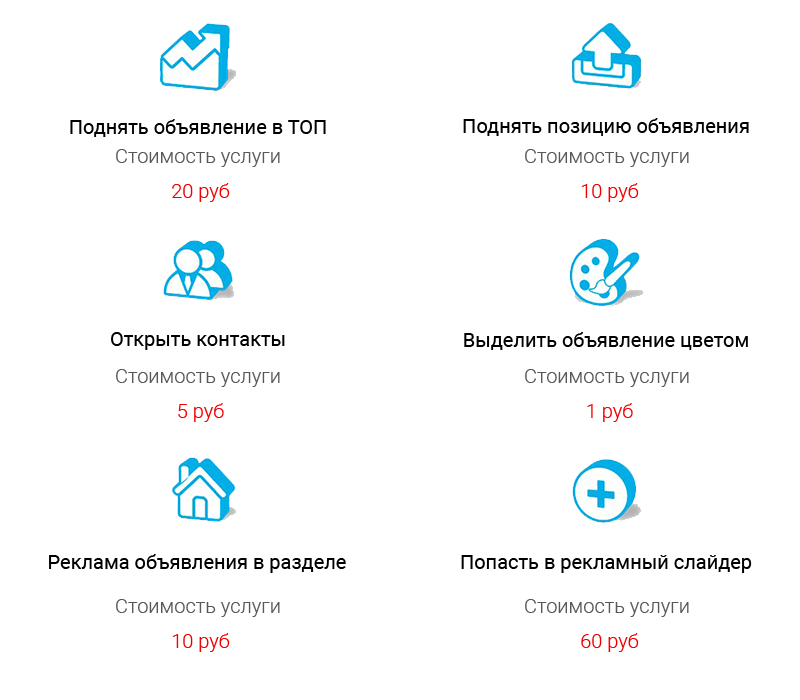 Поднять объявление в ТОП
Стоимость услуги
20 руб
Поднять позицию объявления
Стоимость услуги
10 руб
Открыть контакты
Стоимость услуги
5 руб
Выделить объявление цветом
Стоимость услуги
1 руб
Реклама объявления в разделе
Стоимость услуги
10 руб
Попасть в рекламный слайдер
Стоимость услуги
60 руб